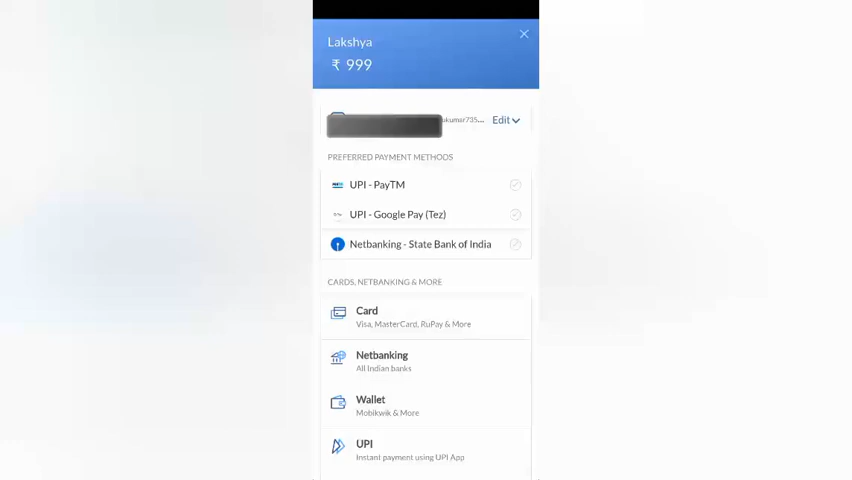 Lakshya
₹ 999
ukumar735... Edit
PREFERRED PAYMENT METHODS
UPI - PayTM
UPI - Google Pay (Tez)
Netbanking - State Bank of India
CARDS, NETBANKING & MORE
Card
Visa, MasterCard, RuPay & More
Netbanking
All Indian banks
Wallet
Mobikwik & More
UPI
Instant payment using UPI App